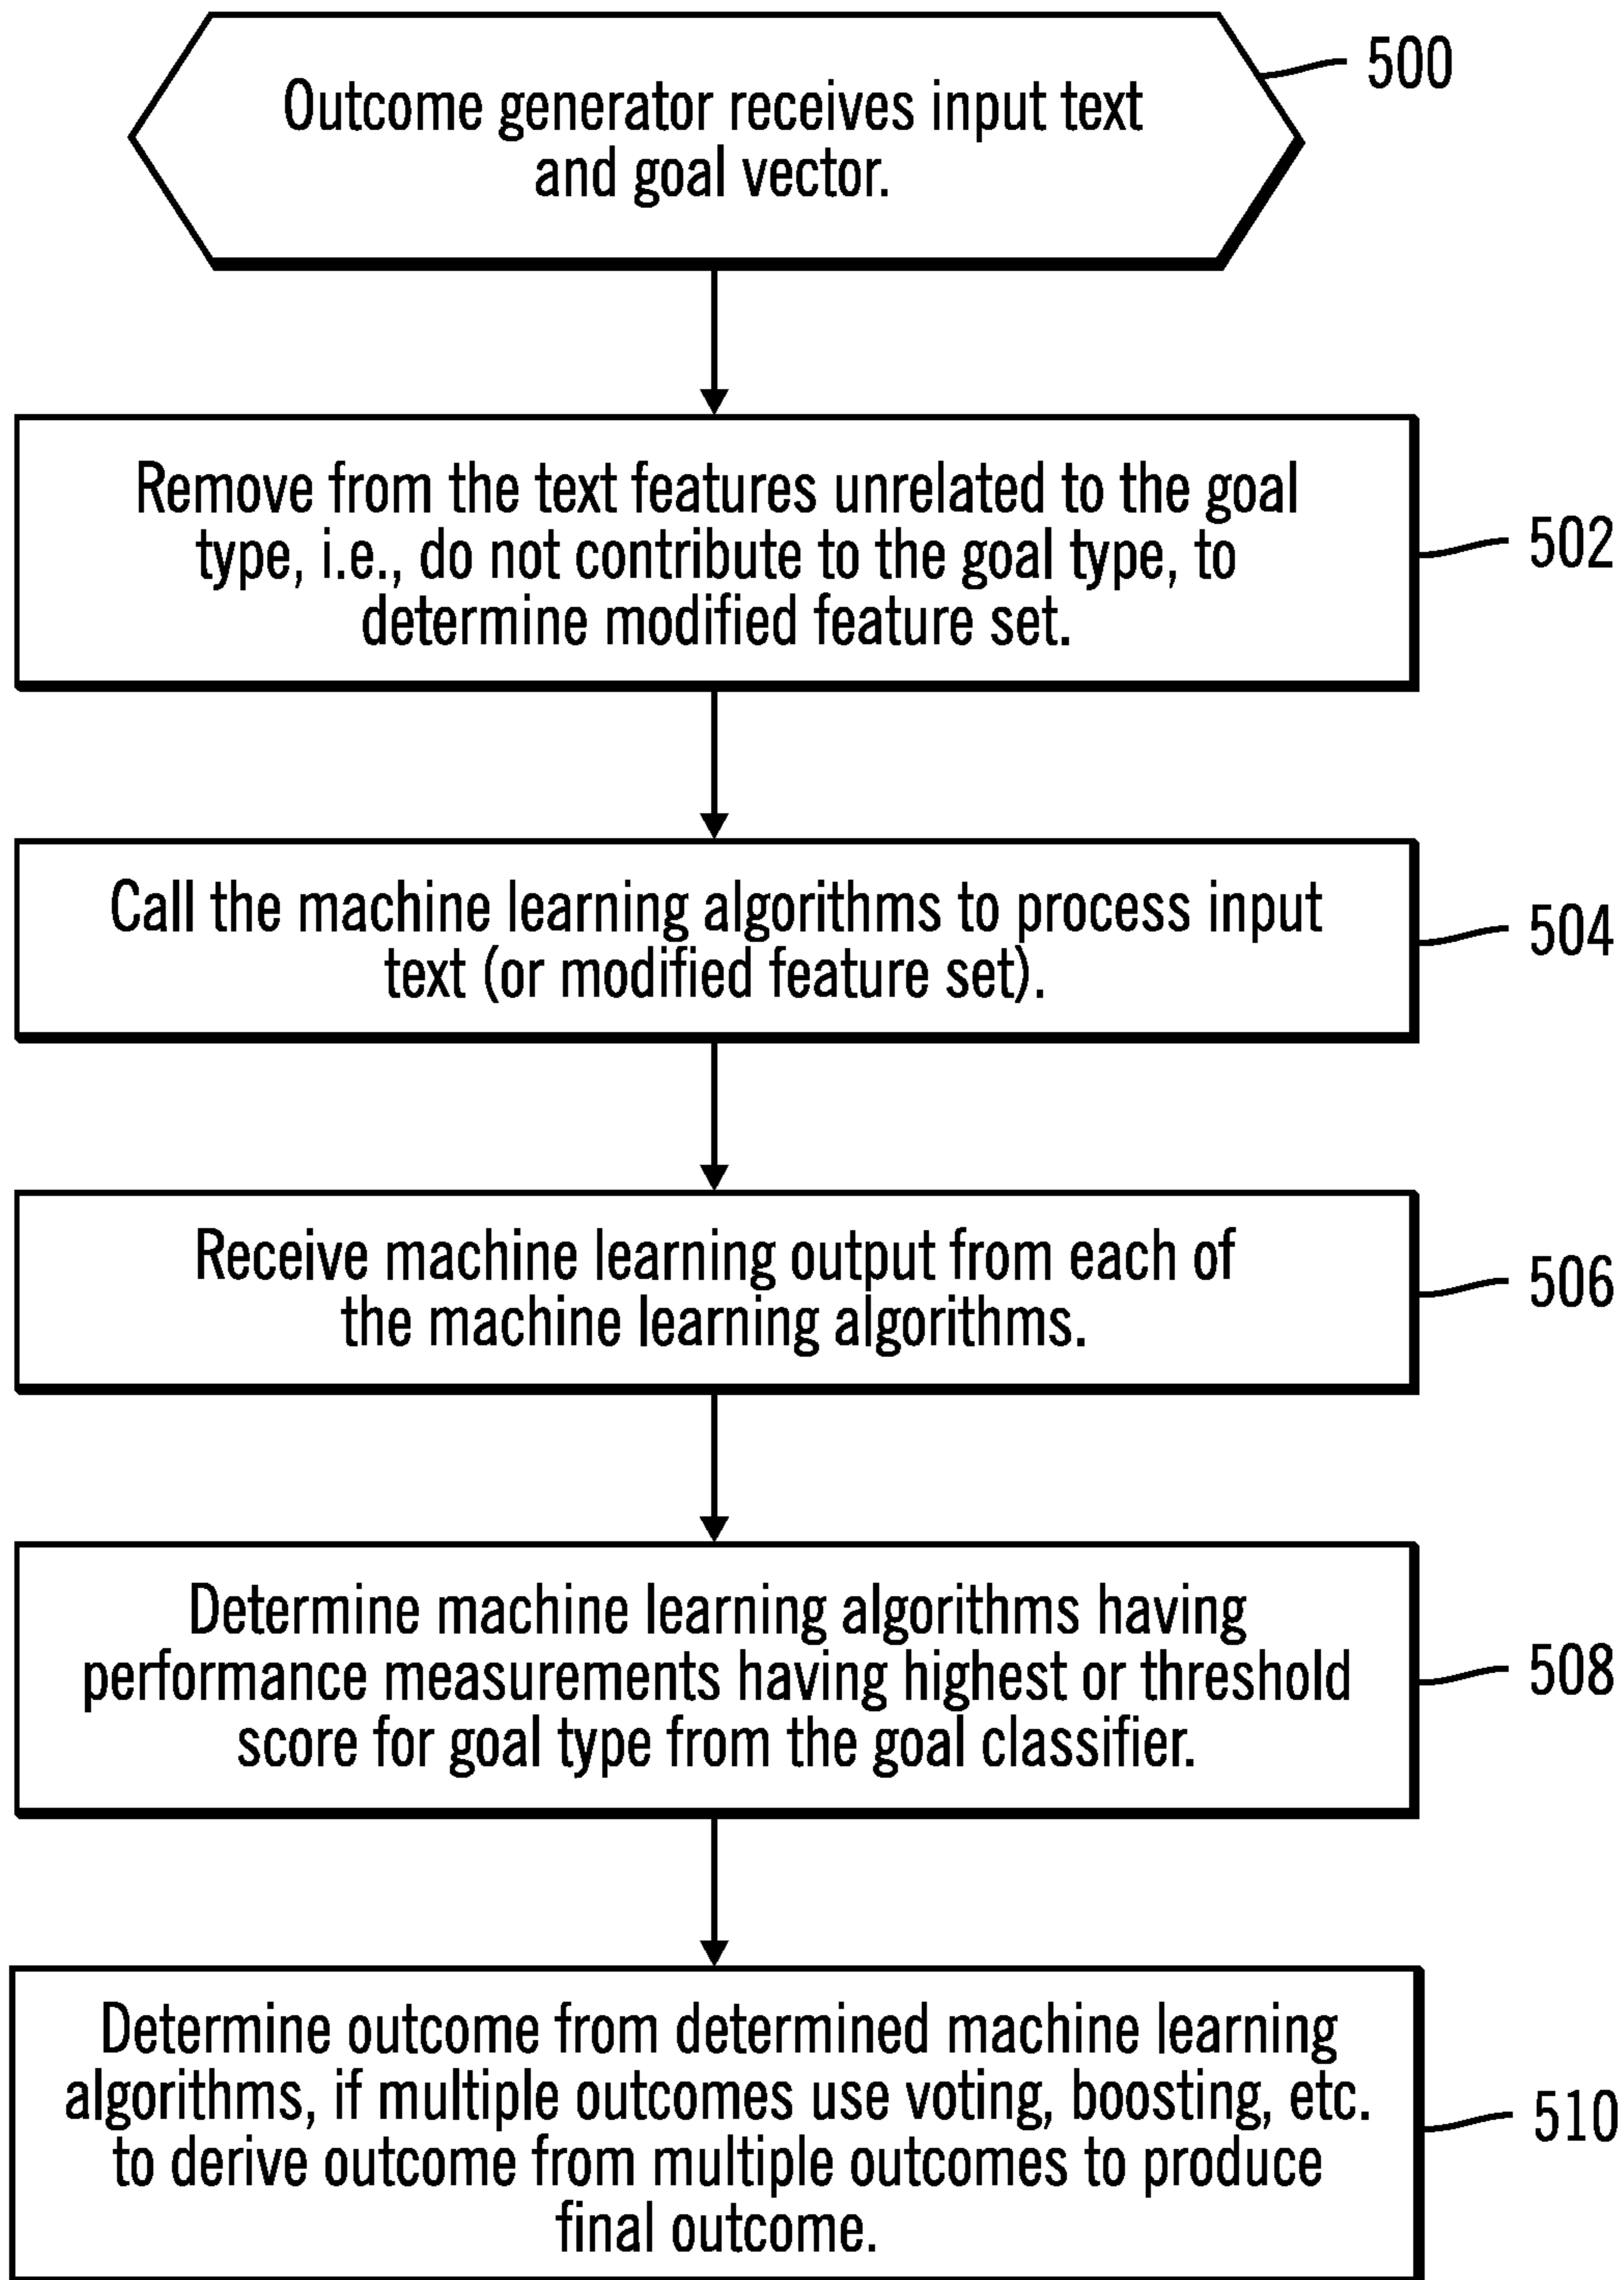 Outcome generator receives input text
and goal vector.
500
Remove from the text features unrelated to the goal
type, i.e., do not contribute to the goal type, to
determine modified feature set.
502
Call the machine learning algorithms to process input
text (or modified feature set).
504
Receive machine learning output from each of
the machine learning algorithms.
506
Determine machine learning algorithms having
performance measurements having highest or threshold
score for goal type from the goal classifier.
508
Determine outcome from determined machine learning
algorithms, if multiple outcomes use voting, boosting, etc.
to derive outcome from multiple outcomes to produce
final outcome.
510